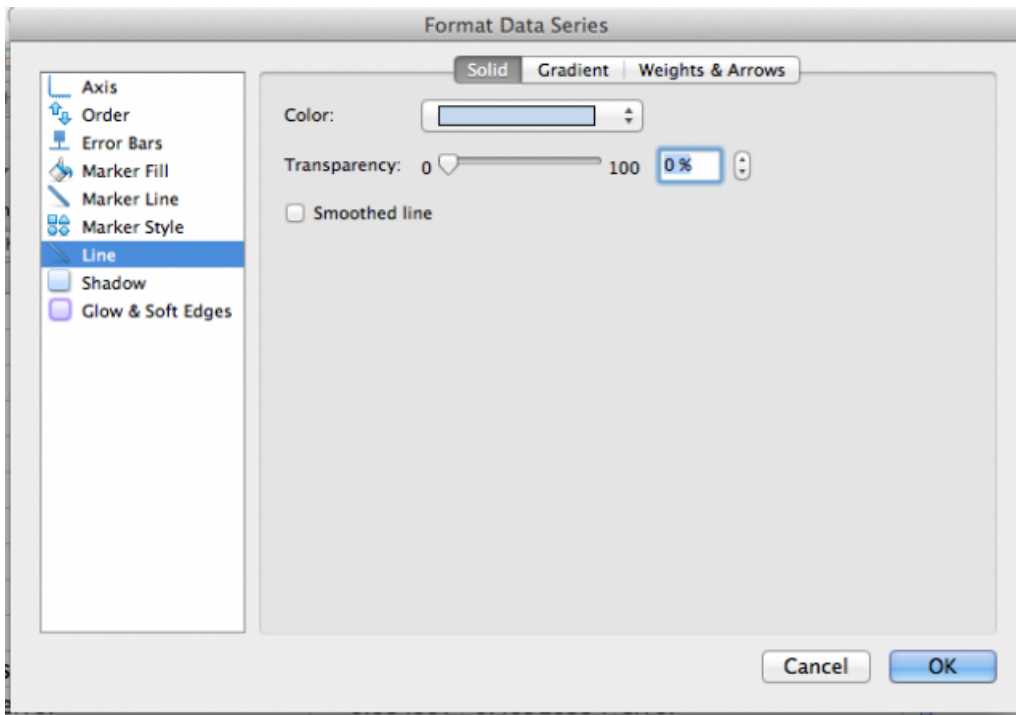 Format Data Series
Axis
Order
Error Bars
Marker Fill
Marker Line
Marker Style
Line
Shadow
Glow & Soft Edges
Solid Gradient Weights & Arrows
Color:
Transparency: 0 100 0 %
Smoothed line
Cancel OK